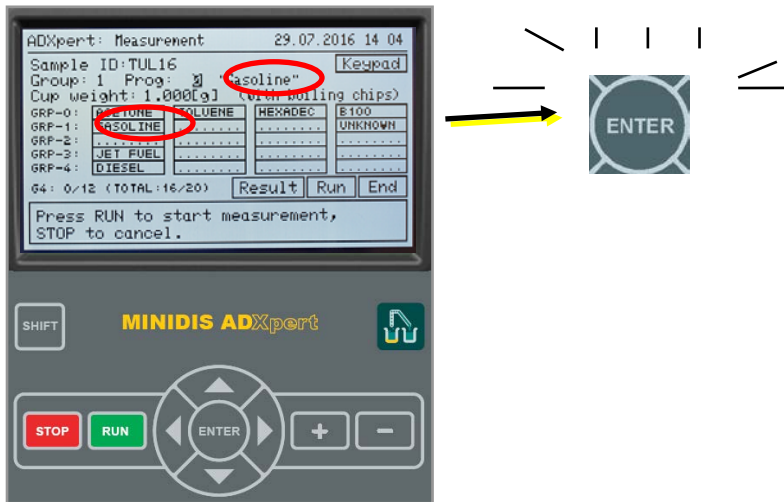 ADXpert: Measurement 29.07.2016 14 04
Sample ID:TUL16 Keypad
Group: 1 Prog: "Gasoline"
Cup weight: 1.000[g] (with boiling chips)
GRP-0: ACETONE TOLUENE HEXADEC B100
GRP-1: GASOLINE ........ ........ UNKNOWN
GRP-2: ........ ........ ........ ........
GRP-3: JET FUEL ........ ........ ........
GRP-4: DIESEL ........ ........ ........
G4: 0/12 (TOTAL:16/20) Result Run End
Press RUN to start measurement,
STOP to cancel.
ENTER
SHIFT MINIDIS ADXpert
STOP RUN ENTER + -